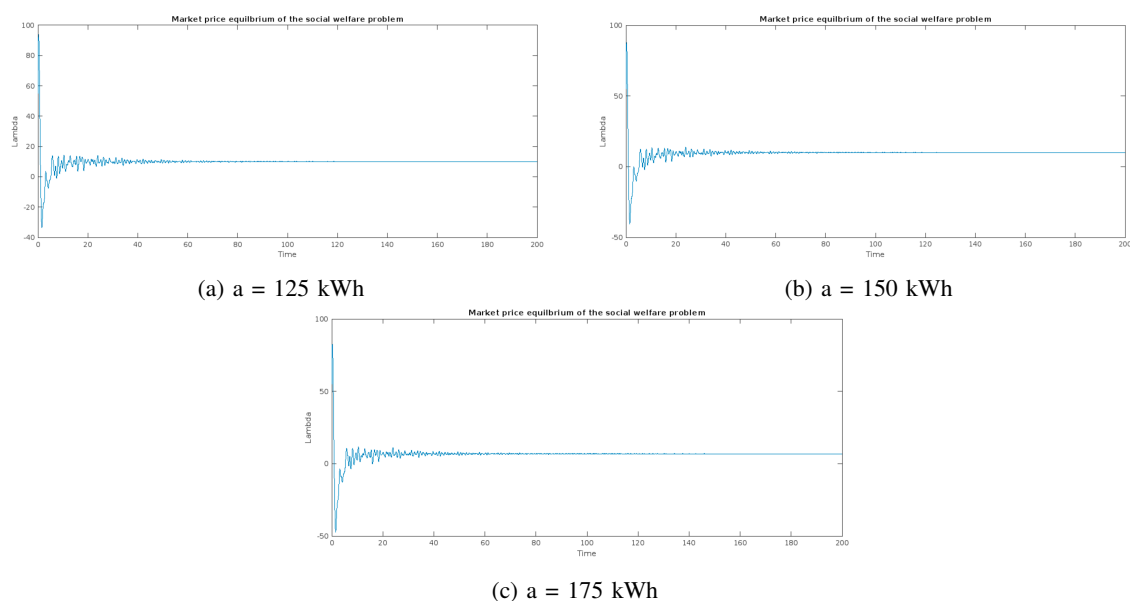 Market price equilbrium of the social welfare problem
100
80
60
40
20
0
-20
-40
Lambda
0 20 40 60 80 100 120 140 160 180 200
Time
(a) a = 125 kWh
Market price equilbrium of the social welfare problem
100
50
0
-50
Lambda
0 20 40 60 80 100 120 140 160 180 200
Time
(b) a = 150 kWh
Market price equilbrium of the social welfare problem
100
50
0
-50
Lambda
0 20 40 60 80 100 120 140 160 180 200
Time
(c) a = 175 kWh